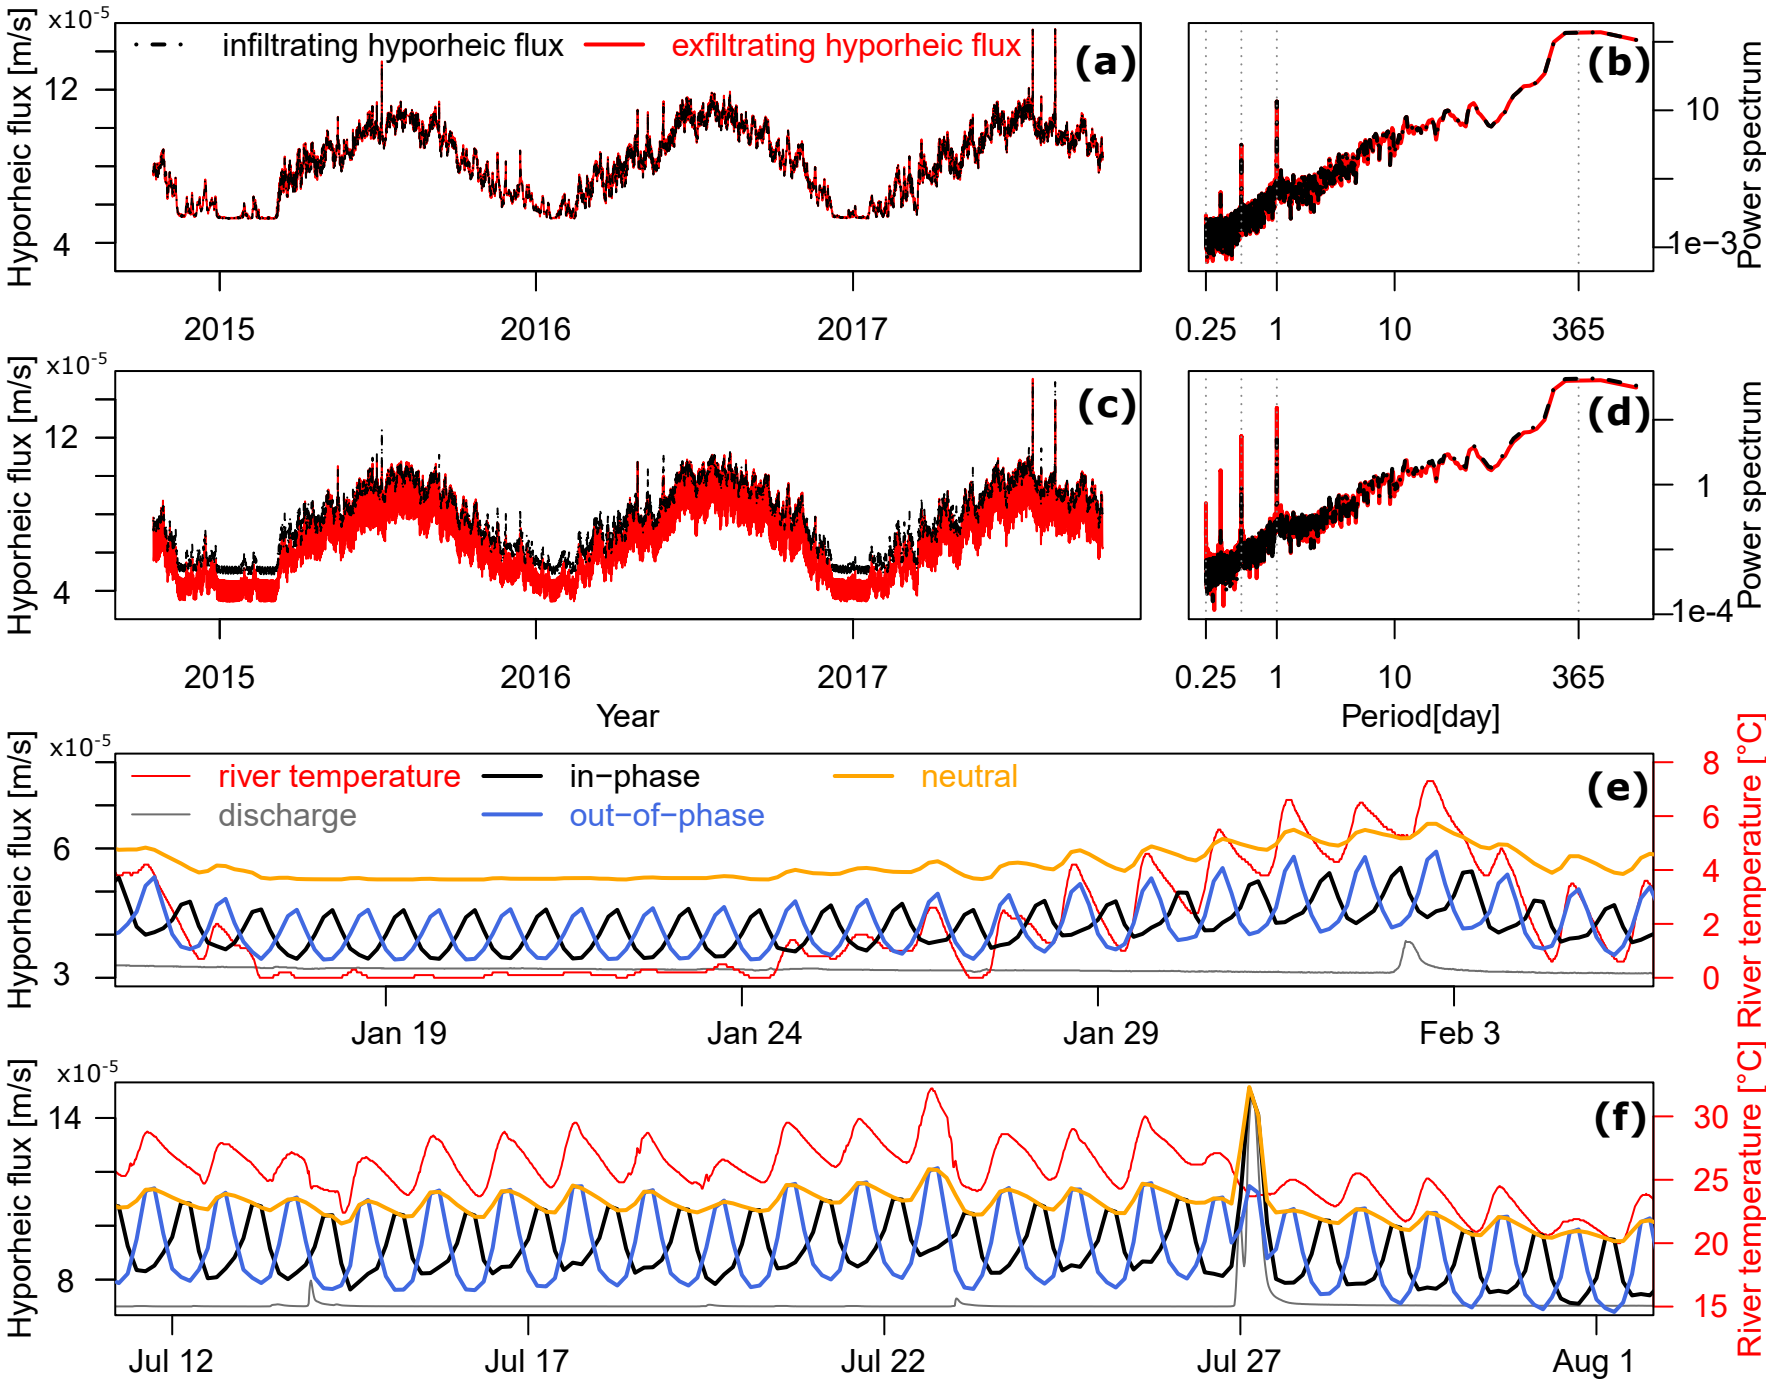 x10-5
Hyporheic flux [m/s]
12
4
infiltrating hyporheic flux exfiltrating hyporheic flux (a)
2015 2016 2017
(b)
10
1e−3
Power spectrum
0.25 1 10 365
x10-5
Hyporheic flux [m/s]
12
4
(c)
2015 2016 2017
Year
(d)
1
1e-4
Power spectrum
0.25 1 10 365
Period[day]
x10-5
Hyporheic flux [m/s]
6
3
river temperature in−phase neutral (e)
discharge out−of−phase
8
6
4
2
0
River temperature [°C]
Jan 19 Jan 24 Jan 29 Feb 3
x10-5
Hyporheic flux [m/s]
14
8
(f)
30
25
20
15
River temperature [°C]
Jul 12 Jul 17 Jul 22 Jul 27 Aug 1